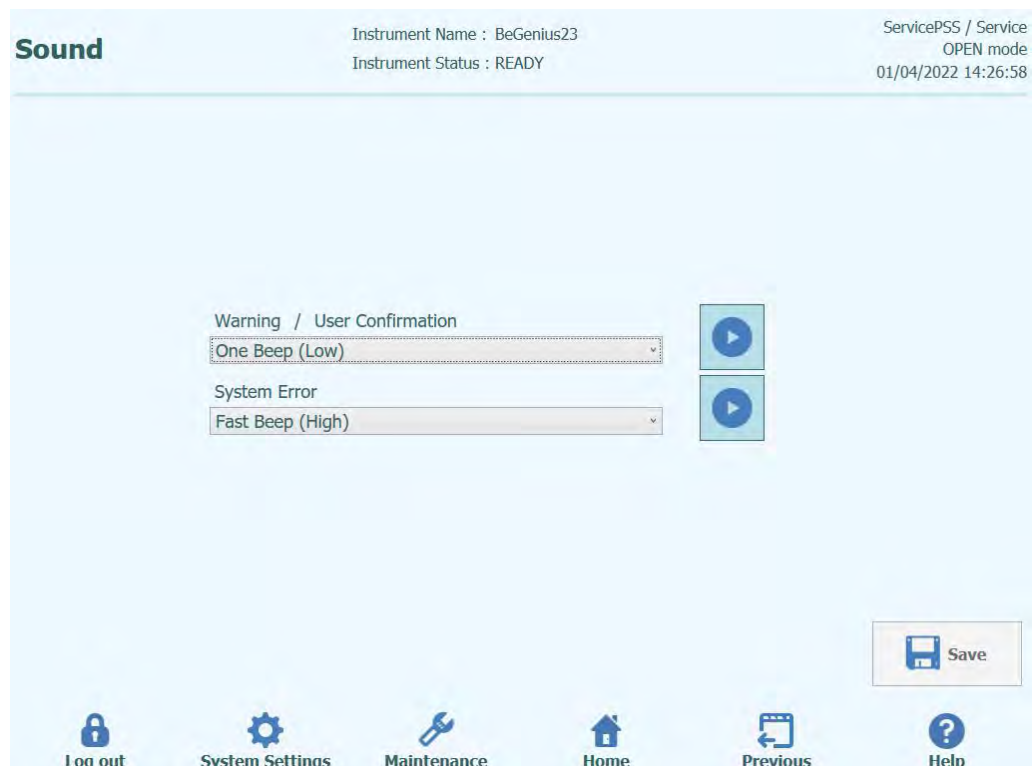 Sound
Instrument Name : BeGenius23
Instrument Status : READY
ServicePSS / Service
OPEN mode
01/04/2022 14:26:58
Warning / User Confirmation
One Beep (Low)
System Error
Fast Beep (High)
Save
Log out System Settings Maintenance Home Previous Help